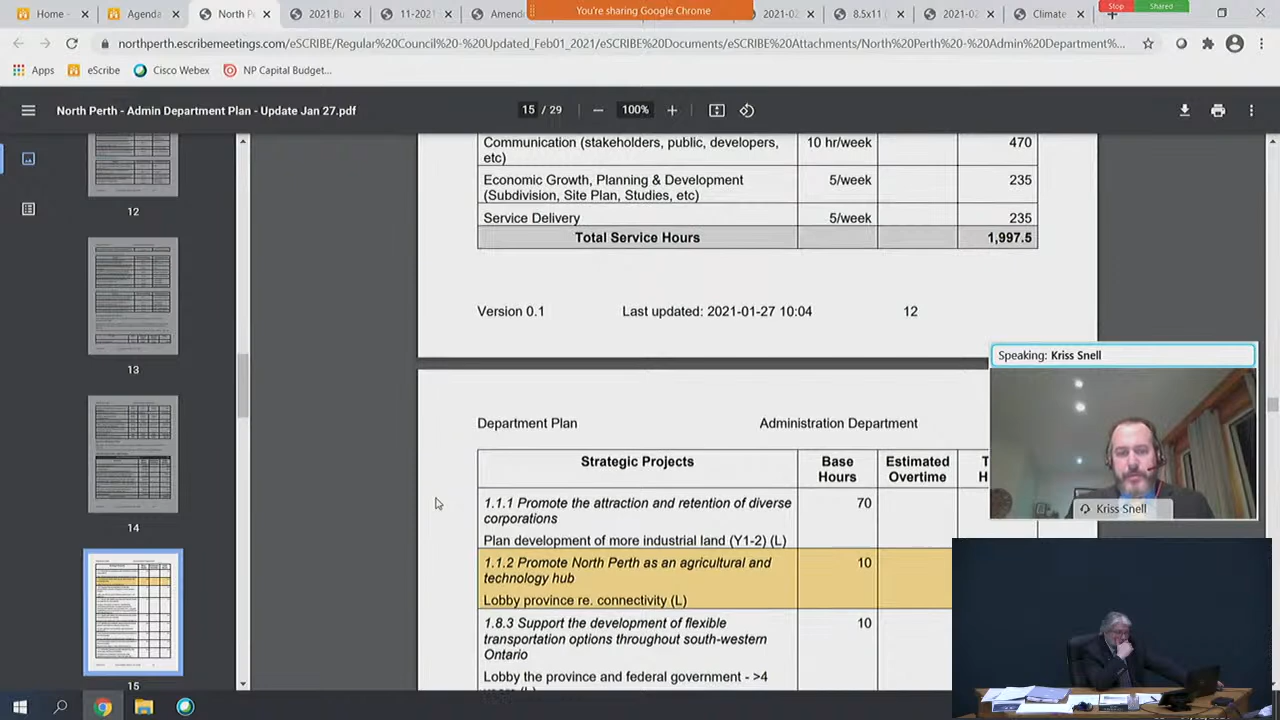 Home
Agenda
North P
2021 Bu
11-2021
Amend
You're sharing Google Chrome
Stop
Shared
2021-02
8.5x11 (
2021-02
Climate
northperth.escribemeetings.com/eSCRIBE/Regular%20Council%20-%20Updated_Feb01_2021/eSCRIBE%20Documents/eSCRIBE%20Attachments/North%20Perth%20-%20Admin%20Department%...
Apps
eScribe
Cisco Webex
NP Capital Budget...
North Perth - Admin Department Plan - Update Jan 27.pdf
15 / 29
100%
12
13
14
15
Communication (stakeholders, public, developers, etc) 10 hr/week 470
Economic Growth, Planning & Development (Subdivision, Site Plan, Studies, etc) 5/week 235
Service Delivery 5/week 235
Total Service Hours 1,997.5
Version 0.1 Last updated: 2021-01-27 10:04 12
Speaking: Kriss Snell
Kriss Snell
Department Plan Administration Department
Strategic Projects
Base Hours
Estimated Overtime
1.1.1 Promote the attraction and retention of diverse 70
corporations
Plan development of more industrial land (Y1-2) (L)
1.1.2 Promote North Perth as an agricultural and 10
technology hub
Lobby province re. connectivity (L)
1.8.3 Support the development of flexible 10
transportation options throughout south-western
Ontario
Lobby the province and federal government - >4